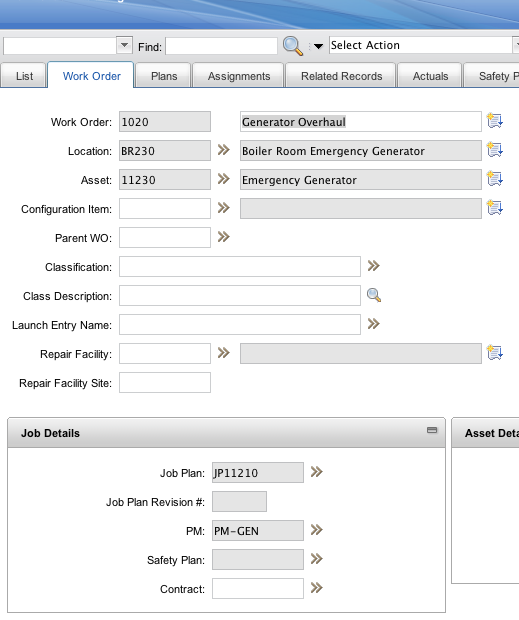 Find: Select Action
List Work Order Plans Assignments Related Records Actuals Safety
Work Order: 1020 Generator Overhaul
Location: BR230 Boiler Room Emergency Generator
Asset: 11230 Emergency Generator
Configuration Item:
Parent WO:
Classification:
Class Description:
Launch Entry Name:
Repair Facility:
Repair Facility Site:
Job Details Asset
Job Plan: JP11210
Job Plan Revision #:
PM: PM-GEN
Safety Plan:
Contract: